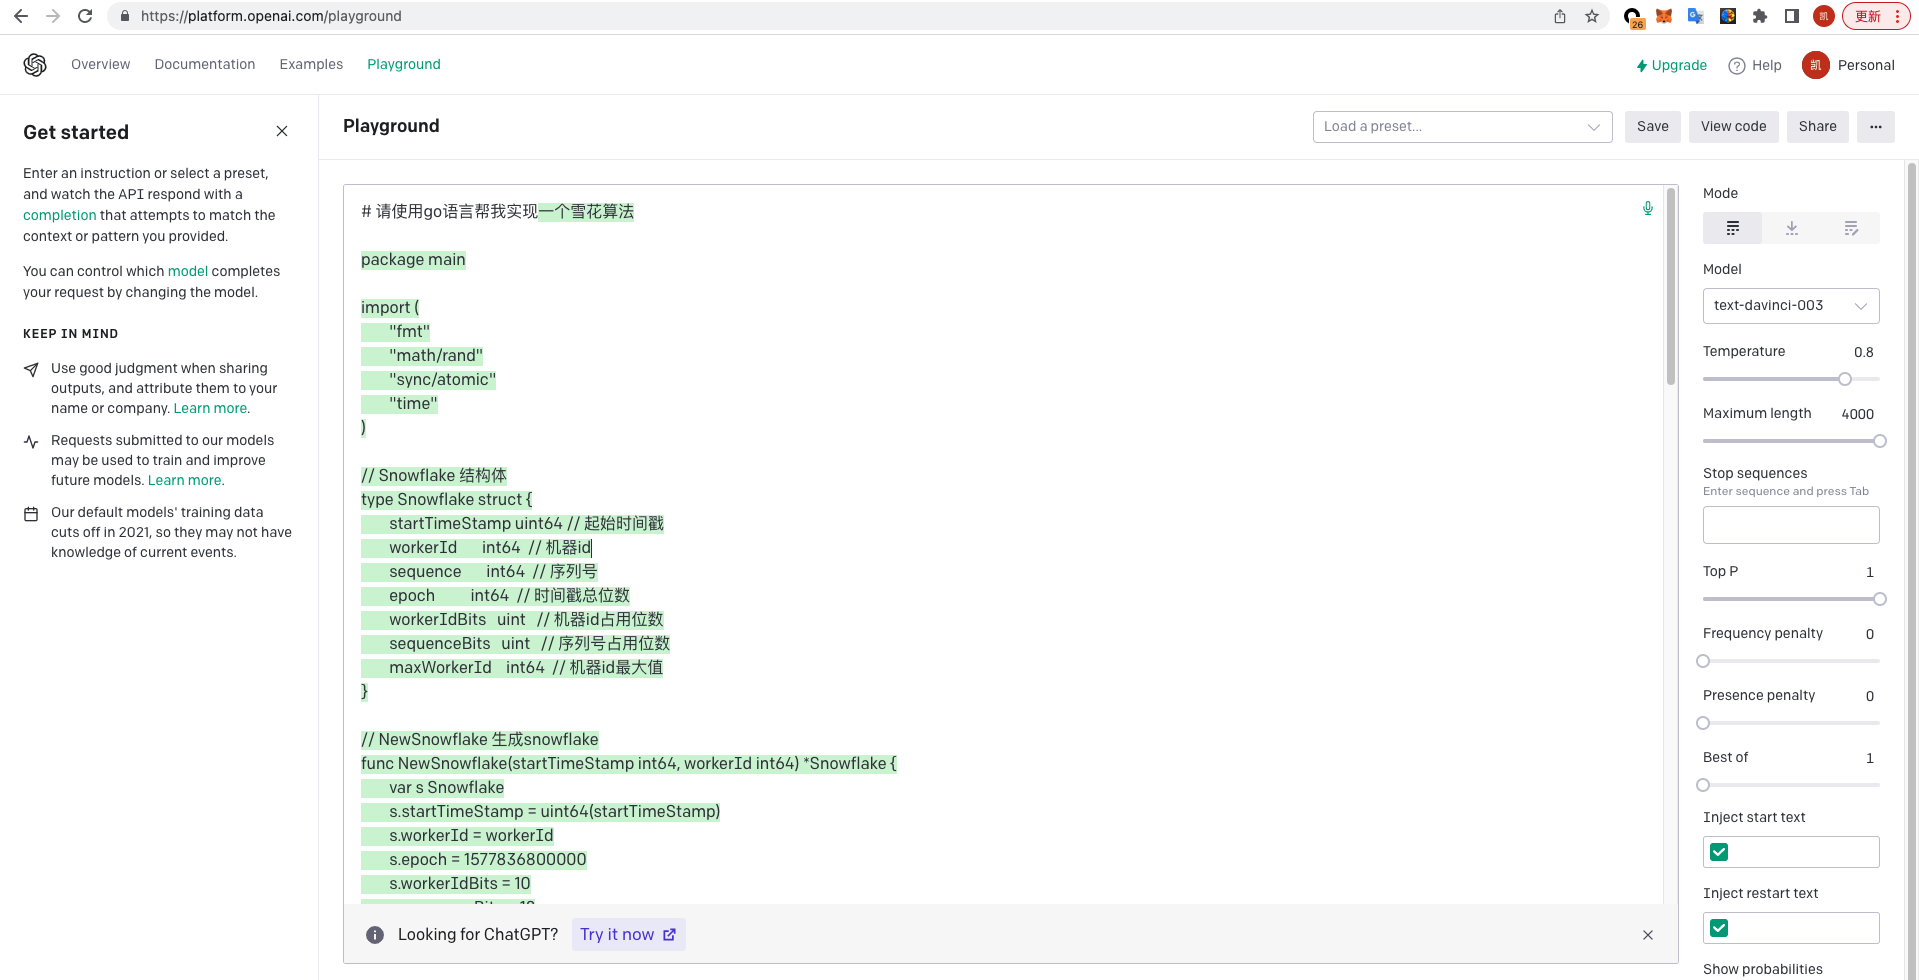 https://platform.openai.com/playground
26
凯
更新
Overview
Documentation
Examples
Playground
Upgrade
Help
凯
Personal
Get started
Enter an instruction or select a preset,
and watch the API respond with a
completion that attempts to match the
context or pattern you provided.
You can control which model completes
your request by changing the model.
KEEP IN MIND
Use good judgment when sharing
outputs, and attribute them to your
name or company. Learn more.
Requests submitted to our models
may be used to train and improve
future models. Learn more.
Our default models' training data
cuts off in 2021, so they may not have
knowledge of current events.
Playground
Load a preset...
Save
View code
Share
# 请使用go语言帮我实现一个雪花算法
package main
import (
"fmt"
"math/rand"
"sync/atomic"
"time"
)
// Snowflake 结构体
type Snowflake struct {
startTimeStamp uint64 // 起始时间戳
workerId int64 // 机器id
sequence int64 // 序列号
epoch int64 // 时间戳总位数
workerIdBits uint // 机器id占用位数
sequenceBits uint // 序列号占用位数
maxWorkerId int64 // 机器id最大值
}
// NewSnowflake 生成snowflake
func NewSnowflake(startTimeStamp int64, workerId int64) *Snowflake {
var s Snowflake
s.startTimeStamp = uint64(startTimeStamp)
s.workerId = workerId
s.epoch = 1577836800000
s.workerIdBits = 10
Looking for ChatGPT?
Try it now
Mode
Model
text-davinci-003
Temperature 0.8
Maximum length 4000
Stop sequences
Enter sequence and press Tab
Top P 1
Frequency penalty 0
Presence penalty 0
Best of 1
Inject start text
Inject restart text
Show probabilities